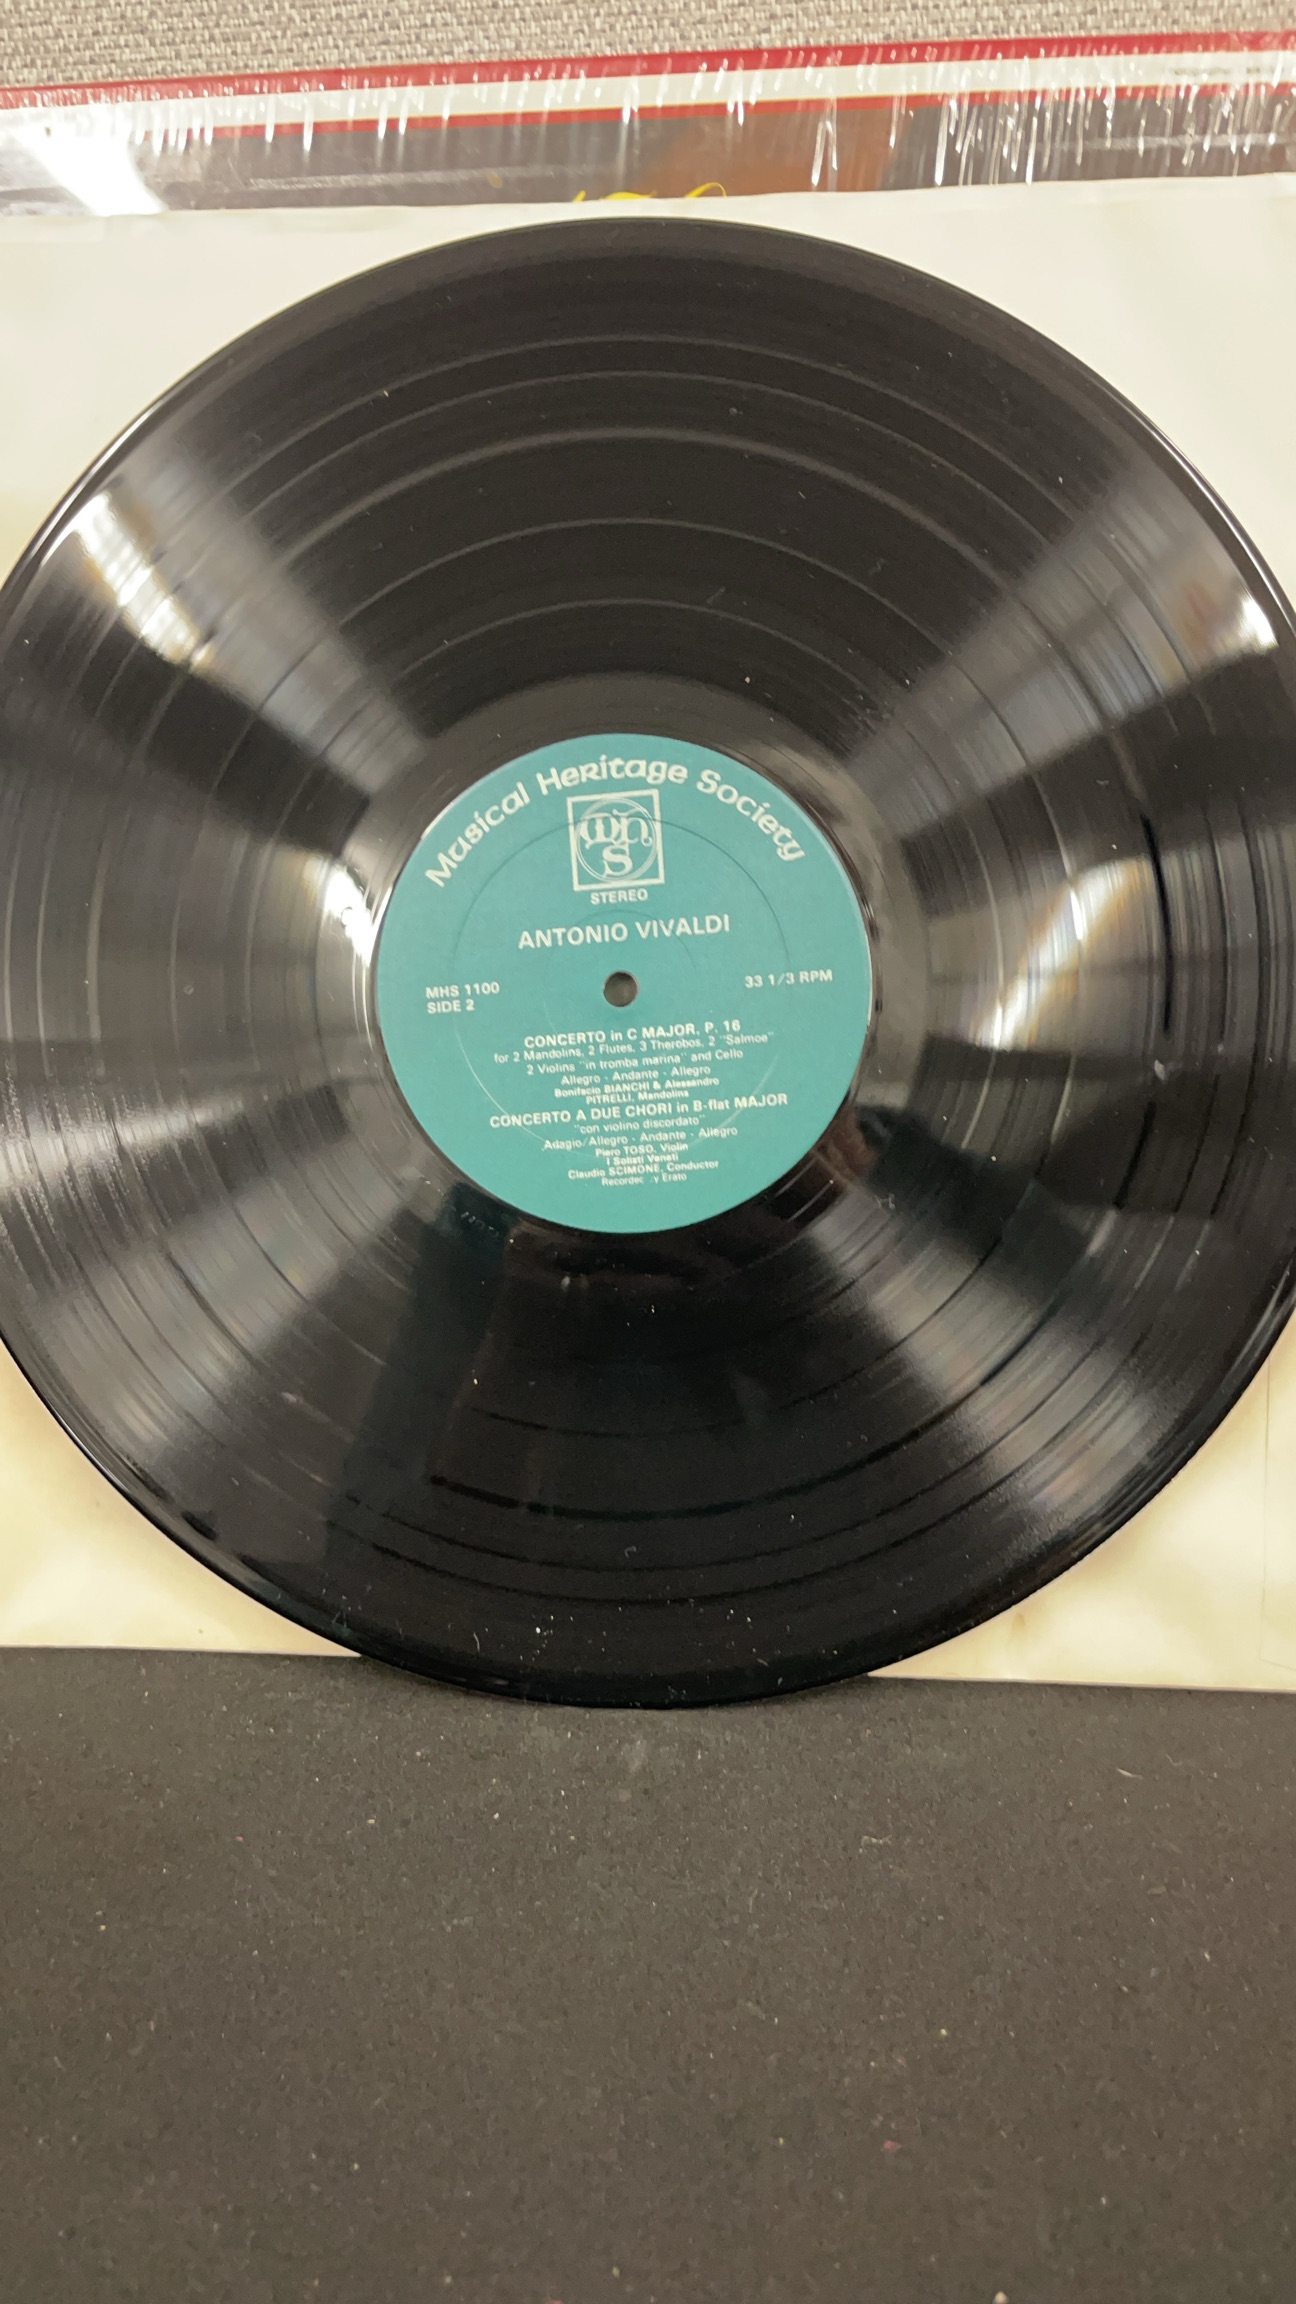 Musical Heritage Society
mhs
STEREO
ANTONIO VIVALDI
MHS 1100
SIDE 2
33 1/3 RPM
CONCERTO in C MAJOR, P. 16
for 2 Mandolins, 2 Flutes, 3 Therobos, 2 "Salmoe"
2 Violins "in tromba marina" and Cello
Allegro - Andante - Allegro
Bonifacio BIANCHI & Alessandro
PITRELLI, Mandolins
CONCERTO A DUE CHORI in B-flat MAJOR
"con violino discordato"
Adagio/Allegro - Andante - Allegro
Piero TOSO, Violin
I Solisti Veneti
Claudio SCIMONE, Conductor
Recorded y Erato